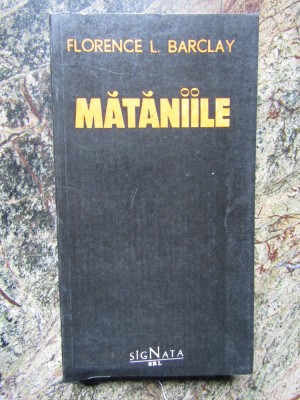 FLORENCE L. BARCLAY
MĂTĂNIILE
SIGNATA
SRL